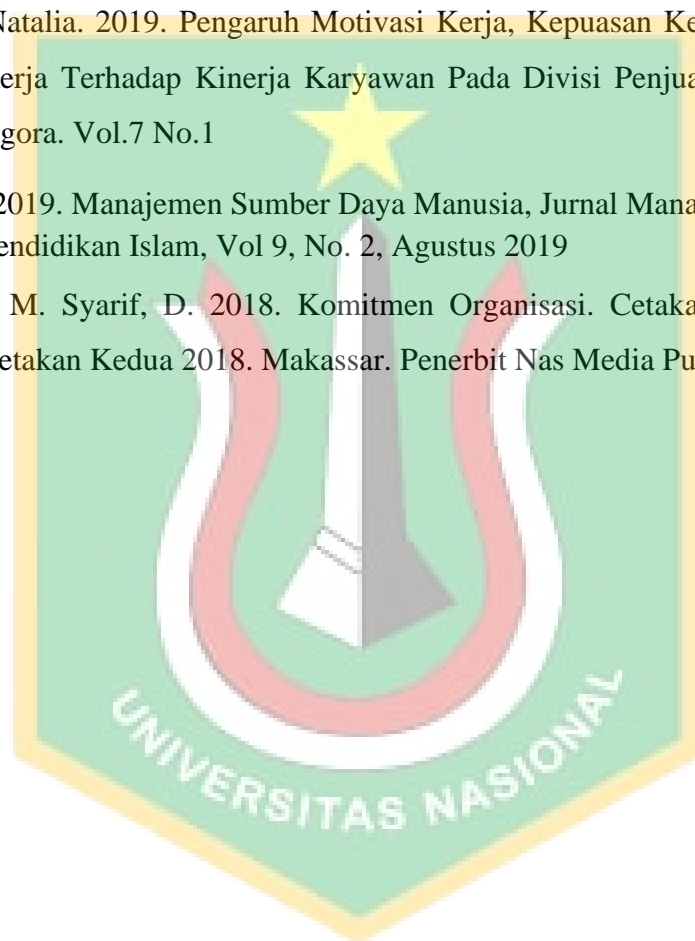 Natalia. 2019. Pengaruh Motivasi Kerja, Kepuasan Ke
erja Terhadap Kinerja Karyawan Pada Divisi Penjua
gora. Vol.7 No.1
2019. Manajemen Sumber Daya Manusia, Jurnal Mana
endidikan Islam, Vol 9, No. 2, Agustus 2019
M. Syarif, D. 2018. Komitmen Organisasi. Cetaka
etakan Kedua 2018. Makassar. Penerbit Nas Media Pu
UNIVERSITAS NASIONAL